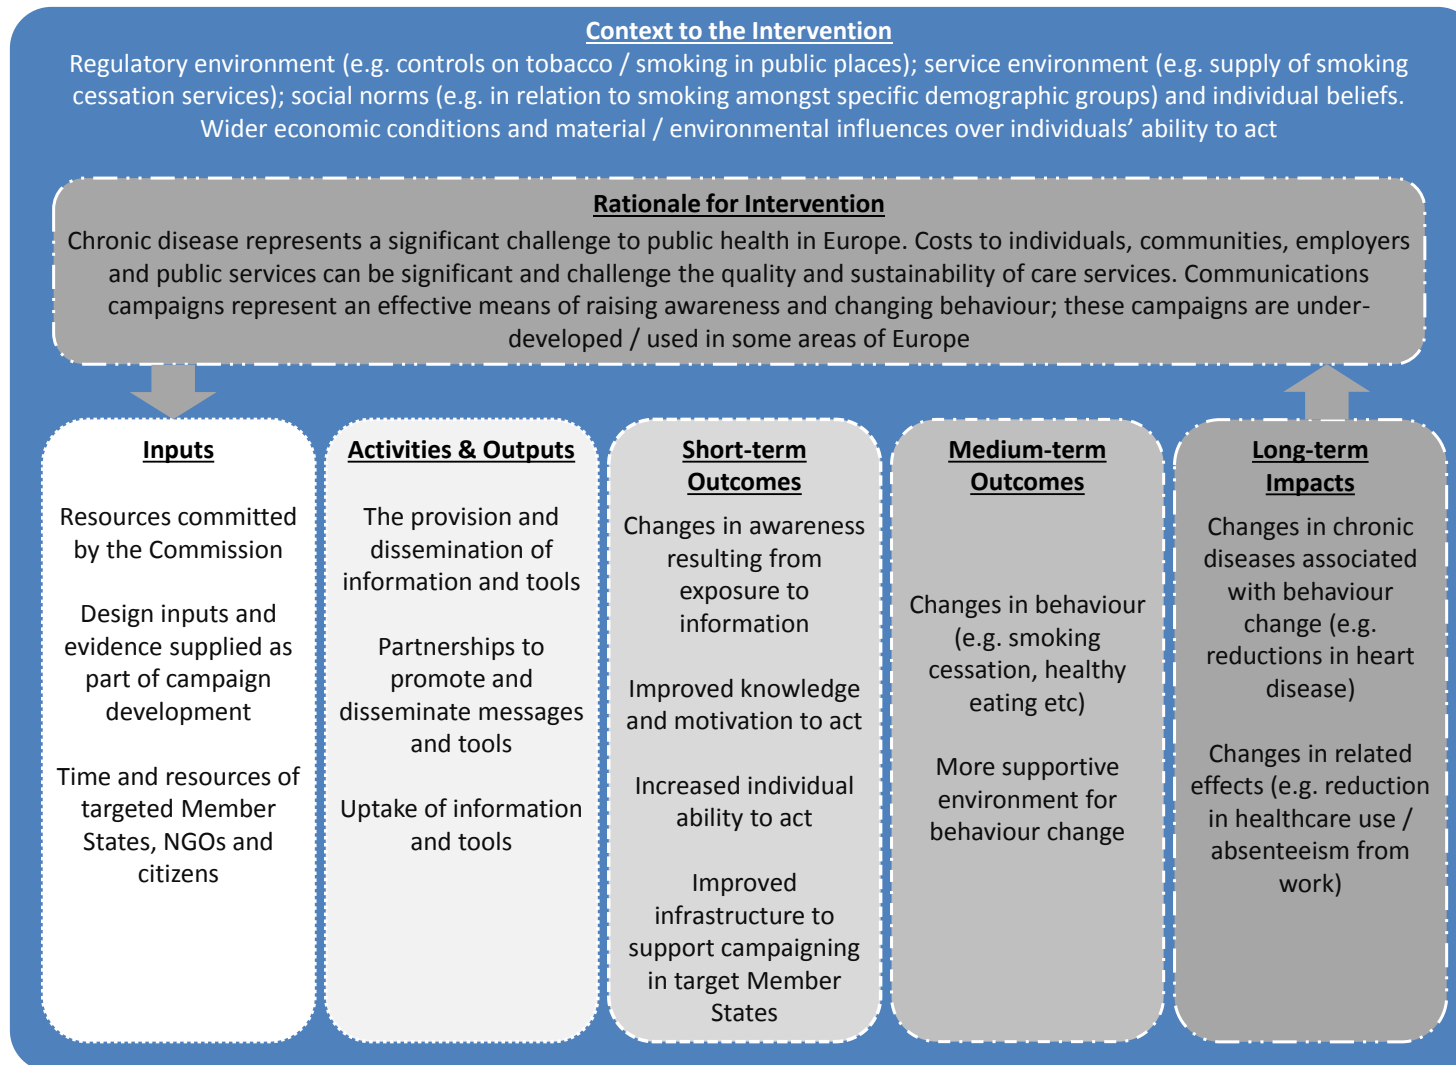 Context to the Intervention
Regulatory environment (e.g. controls on tobacco / smoking in public places); service environment (e.g. supply of smoking
cessation services); social norms (e.g. in relation to smoking amongst specific demographic groups) and individual beliefs.
Wider economic conditions and material / environmental influences over individuals’ ability to act
Rationale for Intervention
Chronic disease represents a significant challenge to public health in Europe. Costs to individuals, communities, employers
and public services can be significant and challenge the quality and sustainability of care services. Communications
campaigns represent an effective means of raising awareness and changing behaviour; these campaigns are under-
developed / used in some areas of Europe
Inputs
Resources committed
by the Commission
Design inputs and
evidence supplied as
part of campaign
development
Time and resources of
targeted Member
States, NGOs and
citizens
Activities & Outputs
The provision and
dissemination of
information and tools
Partnerships to
promote and
disseminate messages
and tools
Uptake of information
and tools
Short-term
Outcomes
Changes in awareness
resulting from
exposure to
information
Improved knowledge
and motivation to act
Increased individual
ability to act
Improved
infrastructure to
support campaigning
in target Member
States
Medium-term
Outcomes
Changes in behaviour
(e.g. smoking
cessation, healthy
eating etc)
More supportive
environment for
behaviour change
Long-term
Impacts
Changes in chronic
diseases associated
with behaviour
change (e.g.
reductions in heart
disease)
Changes in related
effects (e.g. reduction
in healthcare use /
absenteeism from
work)